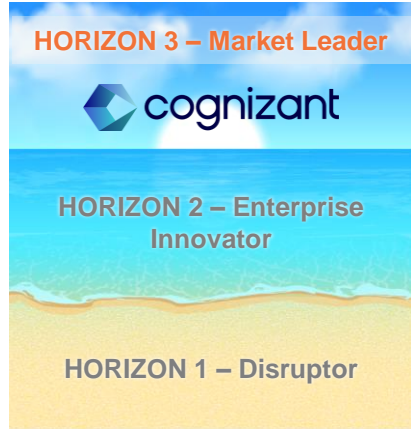 HORIZON 3 – Market Leader
cognizant
HORIZON 2 – Enterprise
Innovator
HORIZON 1 – Disruptor